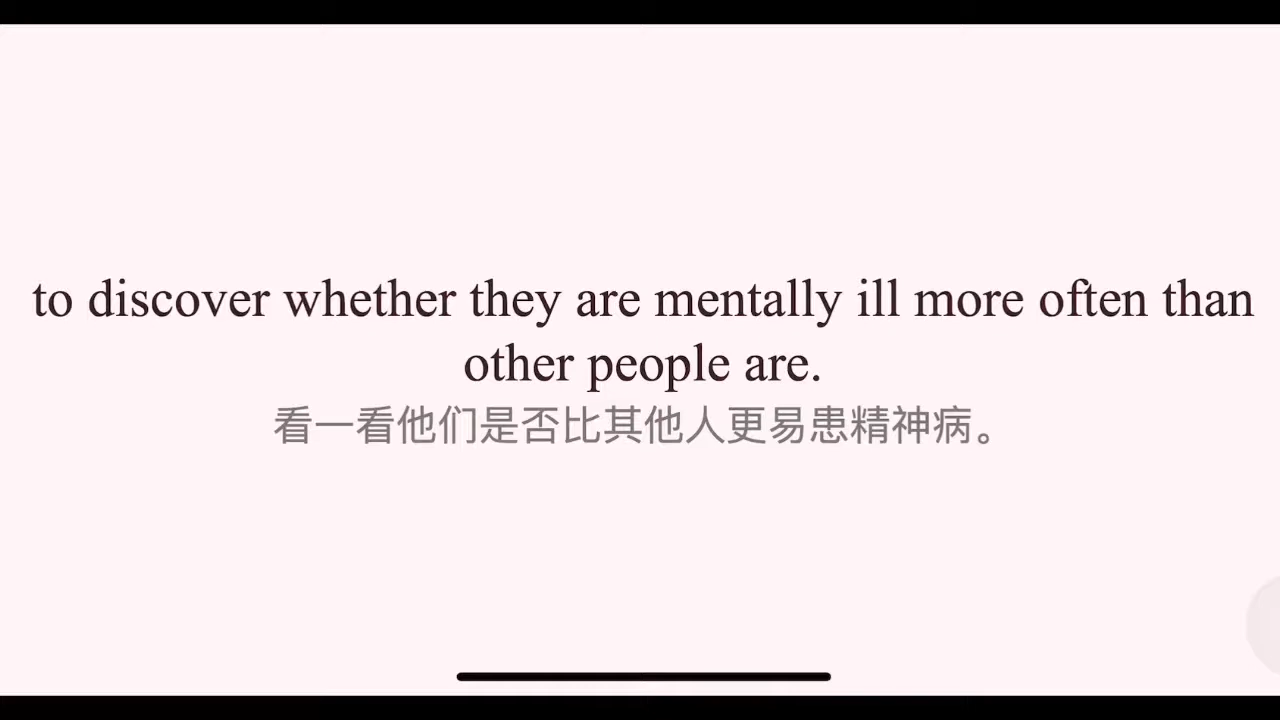 to discover whether they are mentally ill more often than
other people are.
看一看他们是否比其他人更易患精神病。